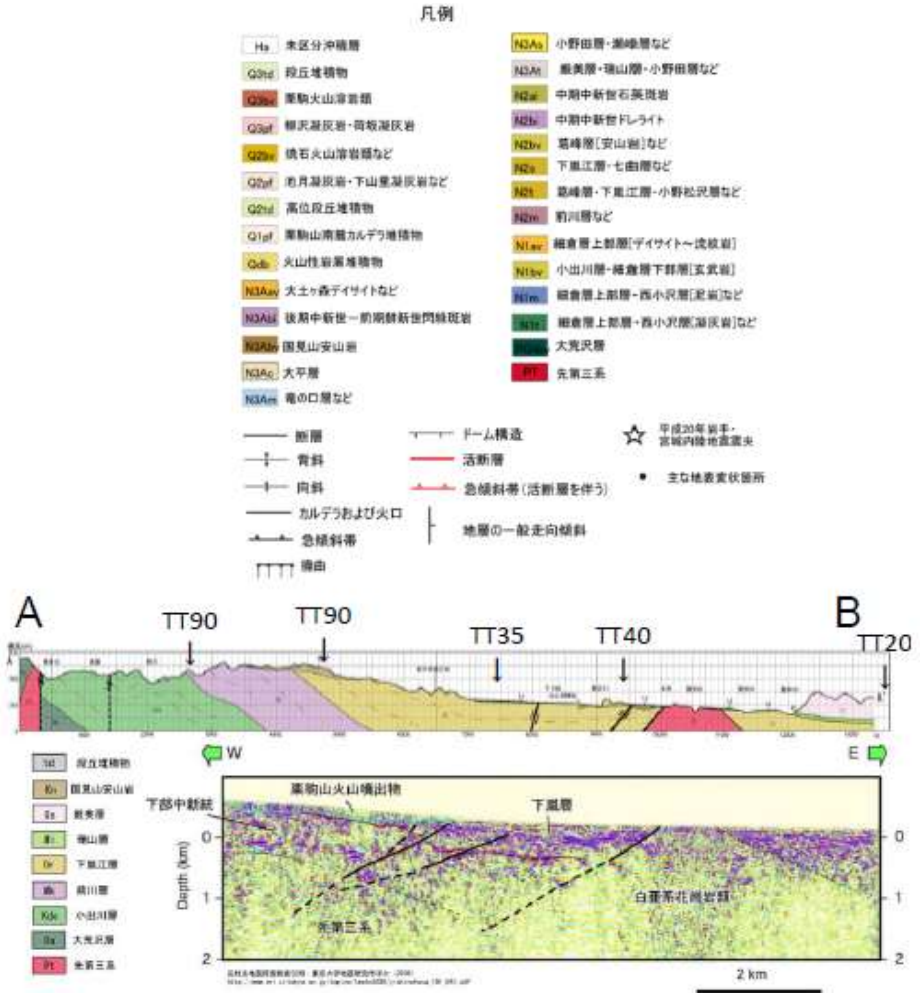 凡例
Ha 未区分沖積層
Q3td 段丘堆積物
Q3bv 栗駒火山溶岩類
Q3pf 柳沢凝灰岩・荷坂凝灰岩
Q2bv 焼石火山溶岩類など
Q2pf 池月凝灰岩・下山里凝灰岩など
Q2td 高位段丘堆積物
Q1pf 栗駒山南麓カルデラ堆積物
Qdb 火山性岩屑堆積物
N3Aav 大土ヶ森デイサイトなど
N3Abi 後期中新世-前期鮮新世閃緑斑岩
N3Abv 国見山安山岩
N3Ac 大平層
N3Am 竜の口層など
N3As 小野田層・瀬峰層など
N3At 厳美層・瑞山層・小野田層など
N2ai 中期中新世石英斑岩
N2bi 中期中新世ドレライト
N2bv 葛峰層[安山岩]など
N2s 下嵐江層・七曲層など
N2t 葛峰層・下嵐江層・小野松沢層など
N2m 前川層など
N1av 細倉層上部層[デイサイト~流紋岩]
N1bv 小出川層・細倉層下部層[玄武岩]
N1m 細倉層上部層・西小沢層[泥岩]など
N1t 細倉層上部層・西小沢層[凝灰岩]など
大荒沢層
PT 先第三系
断層
背斜
向斜
カルデラおよび火口
急傾斜帯
撓曲
ドーム構造
活断層
急傾斜帯(活断層を伴う)
地層の一般走向傾斜
平成20年岩手・
宮城内陸地震震央
主な地表変状箇所
A
B
TT90
TT90
TT35
TT40
TT20
W
E
td 段丘堆積物
Kn 国見山安山岩
Gs 厳美層
Mi 瑞山層
Or 下嵐江層
Mk 前川層
Kde 小出川層
Oa 大荒沢層
Pt 先第三系
栗駒山火山噴出物
下部中新統
下嵐層
先第三系
白亜系花崗岩類
Depth (km)
0
1
2
0
1
2
2 km